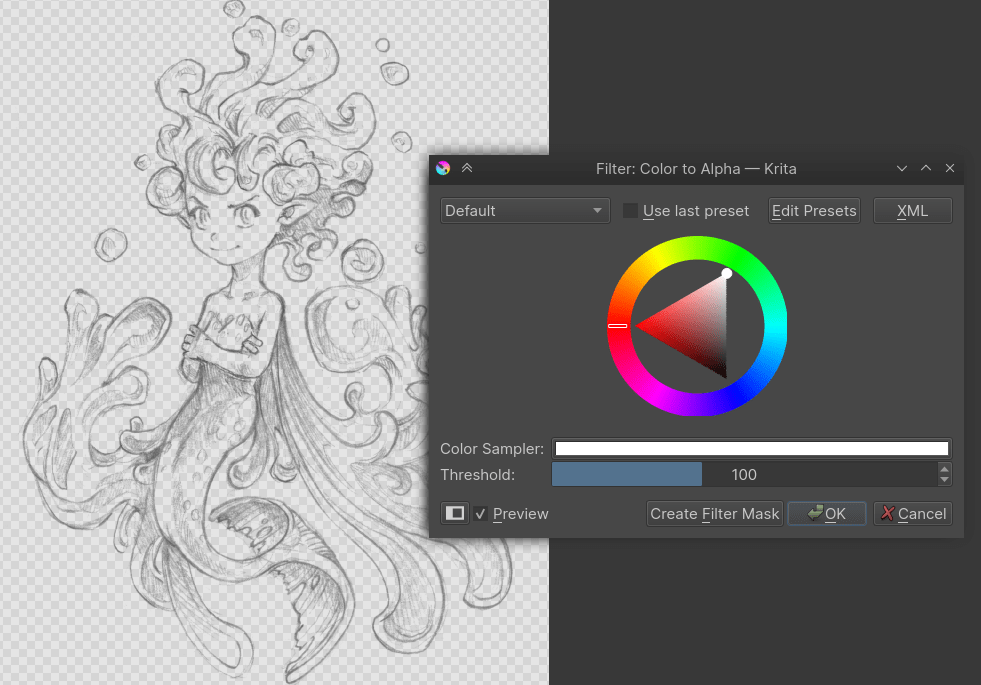 Filter: Color to Alpha — Krita
Default Use last preset Edit Presets XML
Color Sampler:
Threshold: 100
Preview Create Filter Mask OK Cancel